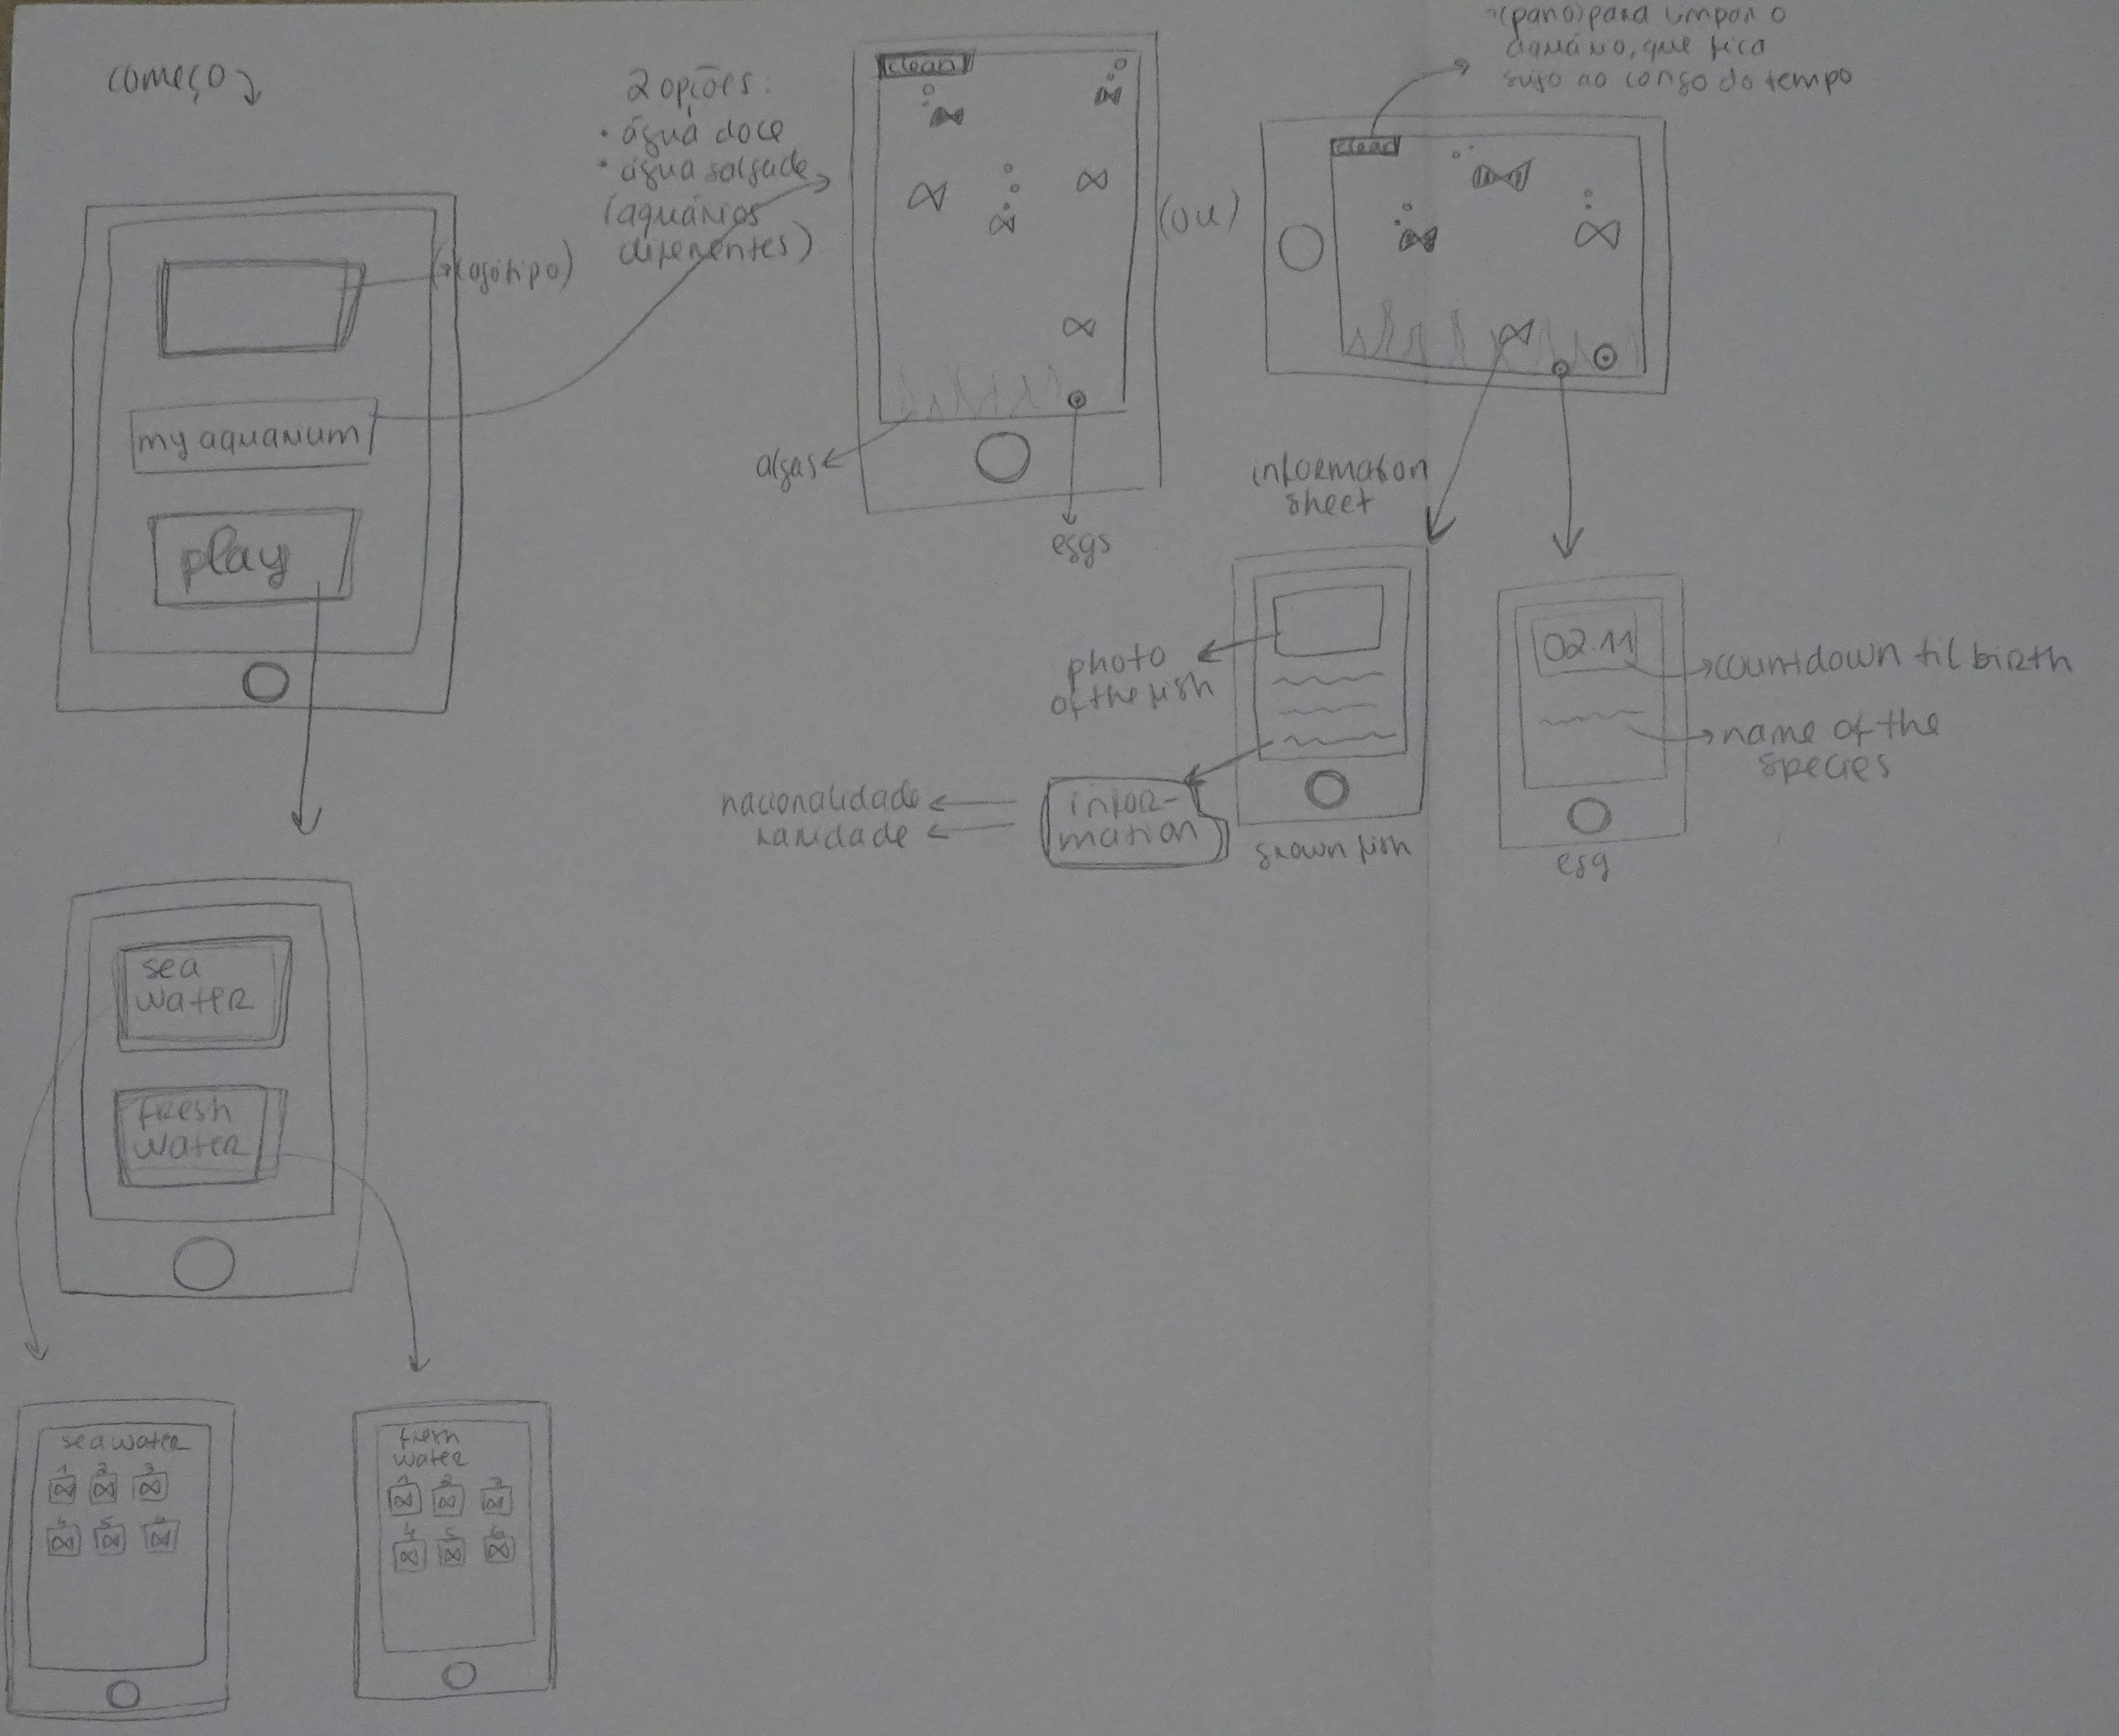 começo
(logótipo)
my aquarium
play
2 opções:
• água doce
• água salgada
(aquários
diferentes)
clean
algas
eggs
(ou)
(pano) para limpar o
aquário, que fica
sujo ao longo do tempo
clean
information
sheet
photo
of the fish
infor-
mation
nacionalidade
raridade
grown fish
02.11
countdown til birth
name of the
species
egg
sea
water
fresh
water
sea water
1 2 3
4 5 6
fresh
water
1 2 3
4 5 6